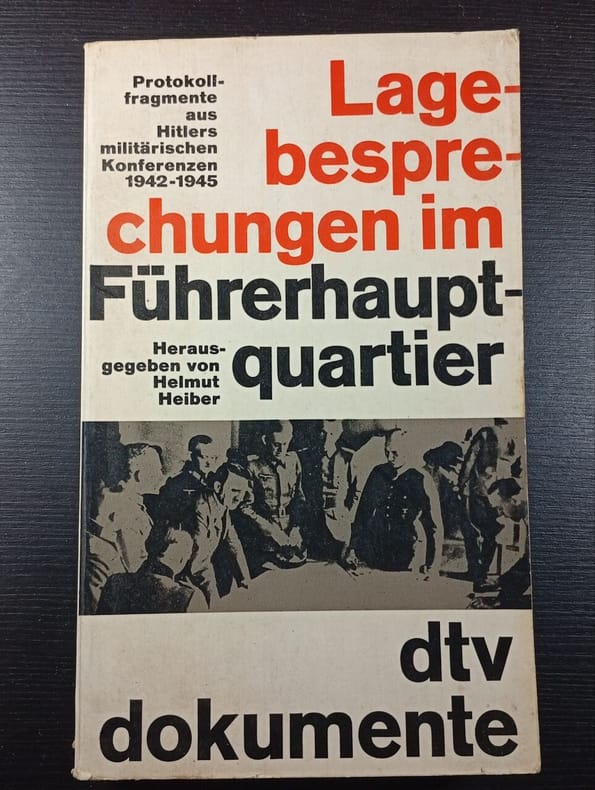 Protokoll-
fragmente
aus
Hitlers
militärischen
Konferenzen
1942-1945
Lage-
bespre-
chungen im
Führerhaupt-
quartier
Heraus-
gegeben von
Helmut
Heiber
dtv
dokumente